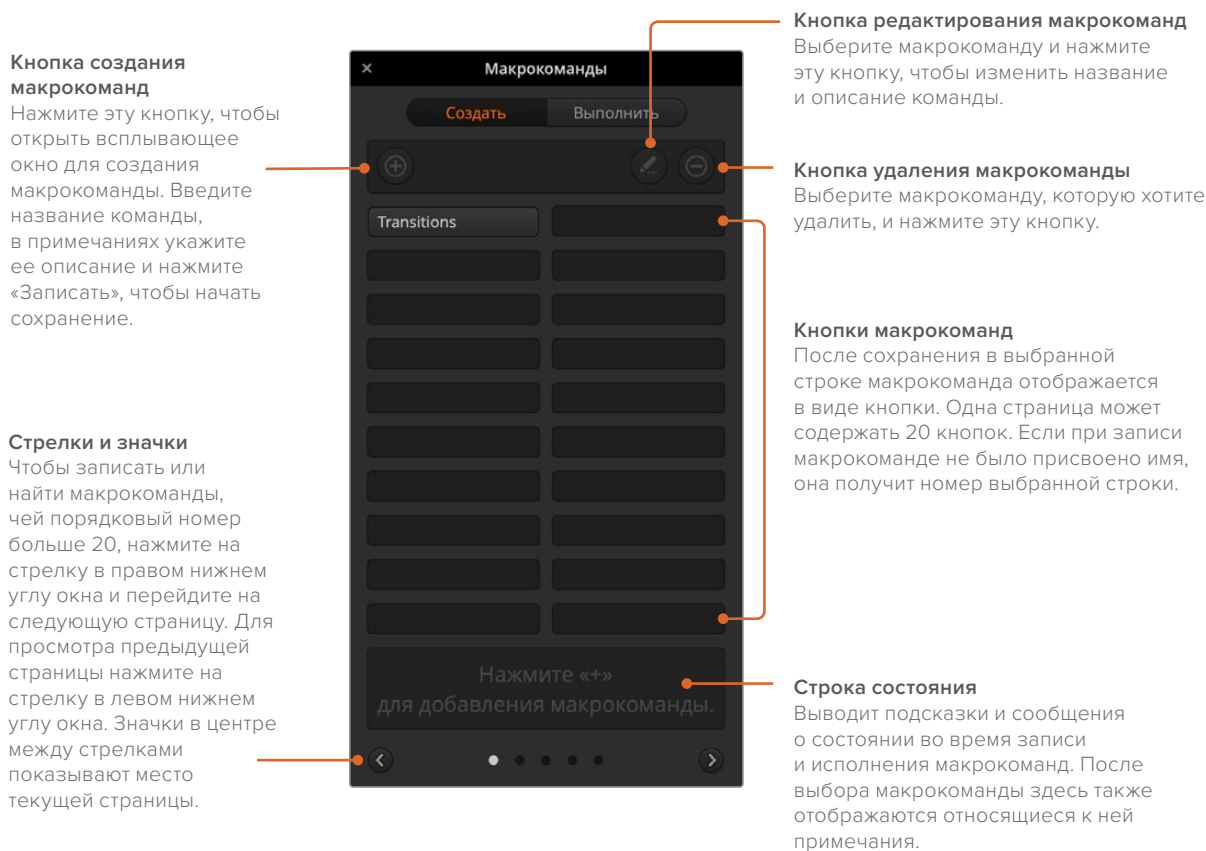 Кнопка создания
макрокоманд
Нажмите эту кнопку, чтобы
открыть всплывающее
окно для создания
макрокоманды. Введите
название команды,
в примечаниях укажите
ее описание и нажмите
«Записать», чтобы начать
сохранение.
Стрелки и значки
Чтобы записать или
найти макрокоманды,
чей порядковый номер
больше 20, нажмите на
стрелку в правом нижнем
углу окна и перейдите на
следующую страницу. Для
просмотра предыдущей
страницы нажмите на
стрелку в левом нижнем
углу окна. Значки в центре
между стрелками
показывают место
текущей страницы.
Макрокоманды
Создать
Выполнить
Transitions
Нажмите «+»
для добавления макрокоманды.
Кнопка редактирования макрокоманд
Выберите макрокоманду и нажмите
эту кнопку, чтобы изменить название
и описание команды.
Кнопка удаления макрокоманды
Выберите макрокоманду, которую хотите
удалить, и нажмите эту кнопку.
Кнопки макрокоманд
После сохранения в выбранной
строке макрокоманда отображается
в виде кнопки. Одна страница может
содержать 20 кнопок. Если при записи
макрокоманде не было присвоено имя,
она получит номер выбранной строки.
Строка состояния
Выводит подсказки и сообщения
о состоянии во время записи
и исполнения макрокоманд. После
выбора макрокоманды здесь также
отображаются относящиеся к ней
примечания.